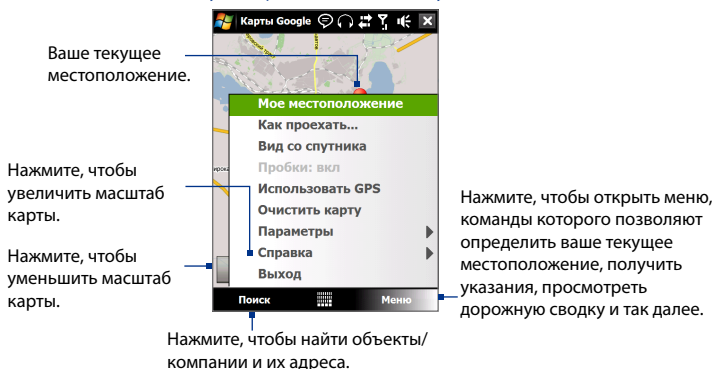 Карты Google
Ваше текущее
местоположение.
Мое местоположение
Как проехать...
Вид со спутника
Пробки: вкл
Использовать GPS
Очистить карту
Параметры
Справка
Выход
Нажмите, чтобы
увеличить масштаб
карты.
Нажмите, чтобы
уменьшить масштаб
карты.
Нажмите, чтобы открыть меню,
команды которого позволяют
определить ваше текущее
местоположение, получить
указания, просмотреть
дорожную сводку и так далее.
Поиск
Меню
Нажмите, чтобы найти объекты/
компании и их адреса.